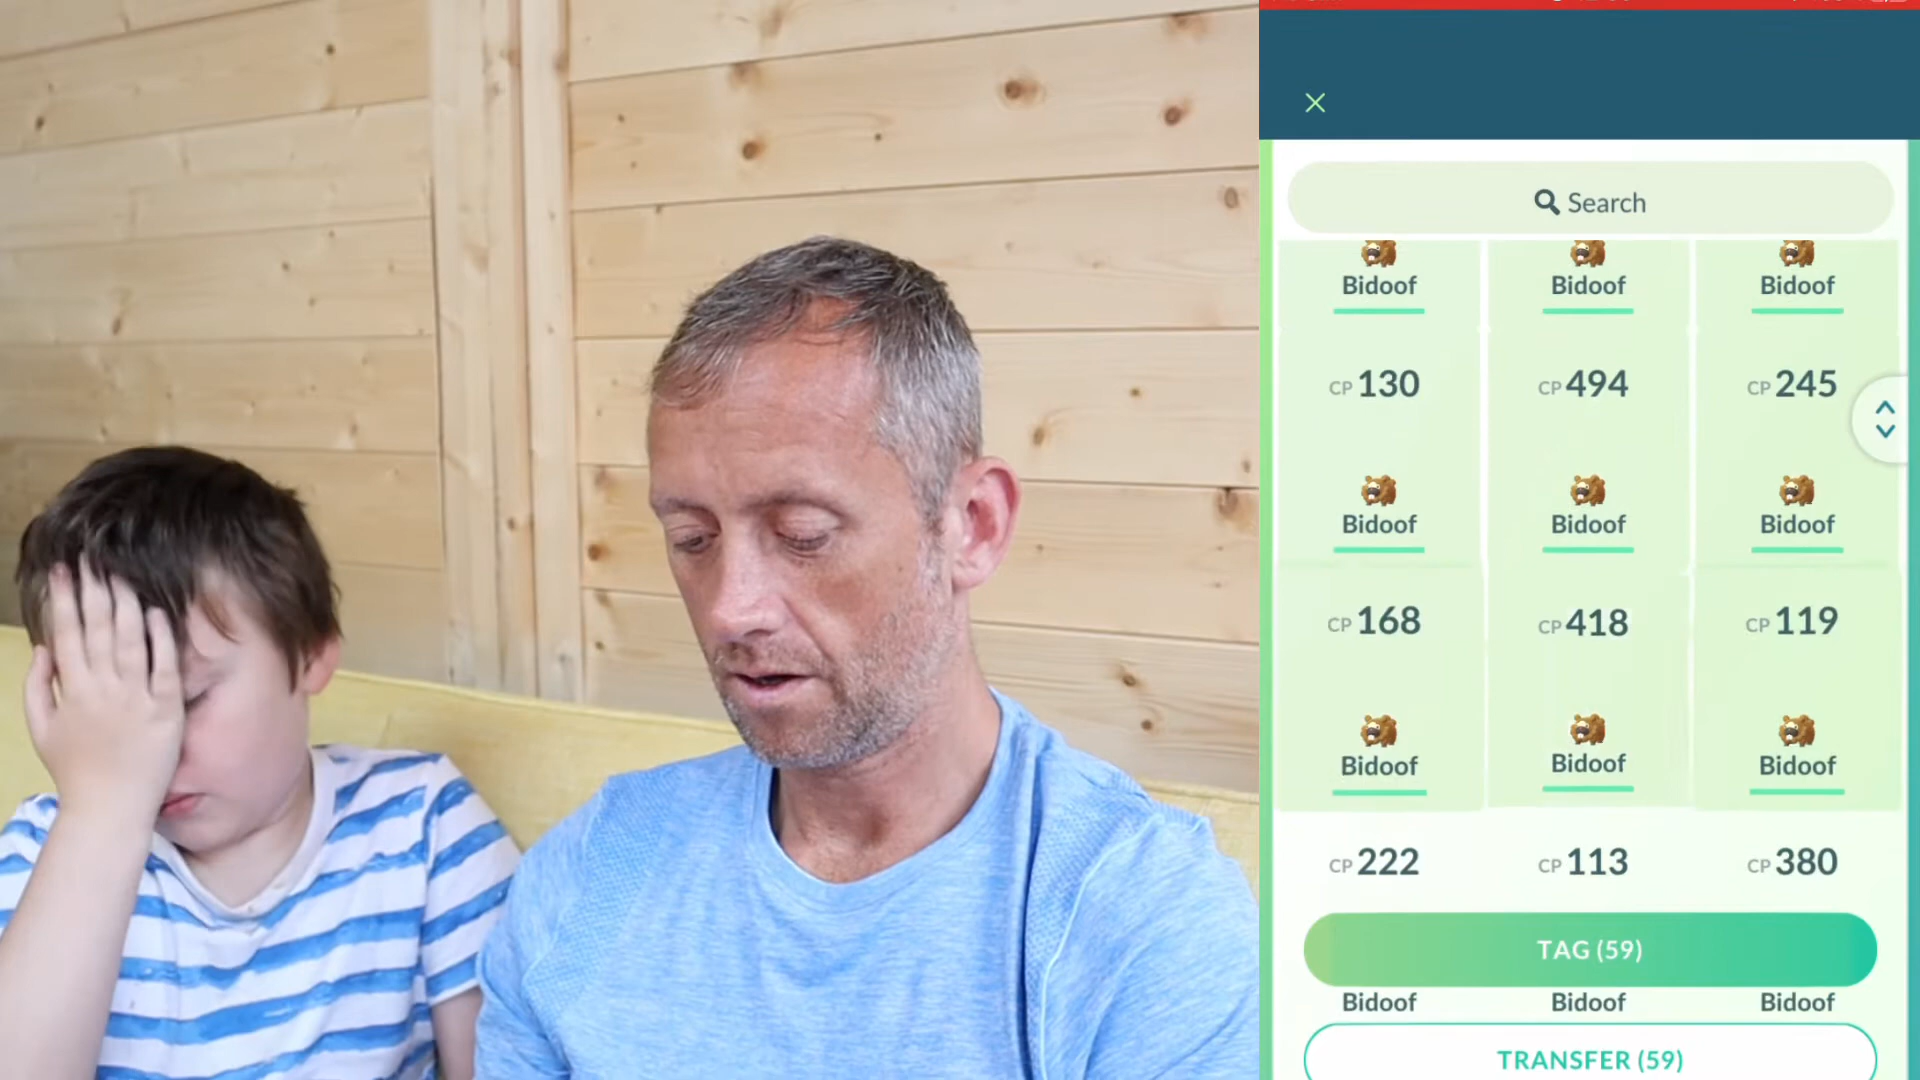 Search
Bidoof Bidoof Bidoof
CP 130 CP 494 CP 245
Bidoof Bidoof Bidoof
CP 168 CP 418 CP 119
Bidoof Bidoof Bidoof
CP 222 CP 113 CP 380
TAG (59)
Bidoof Bidoof Bidoof
TRANSFER (59)